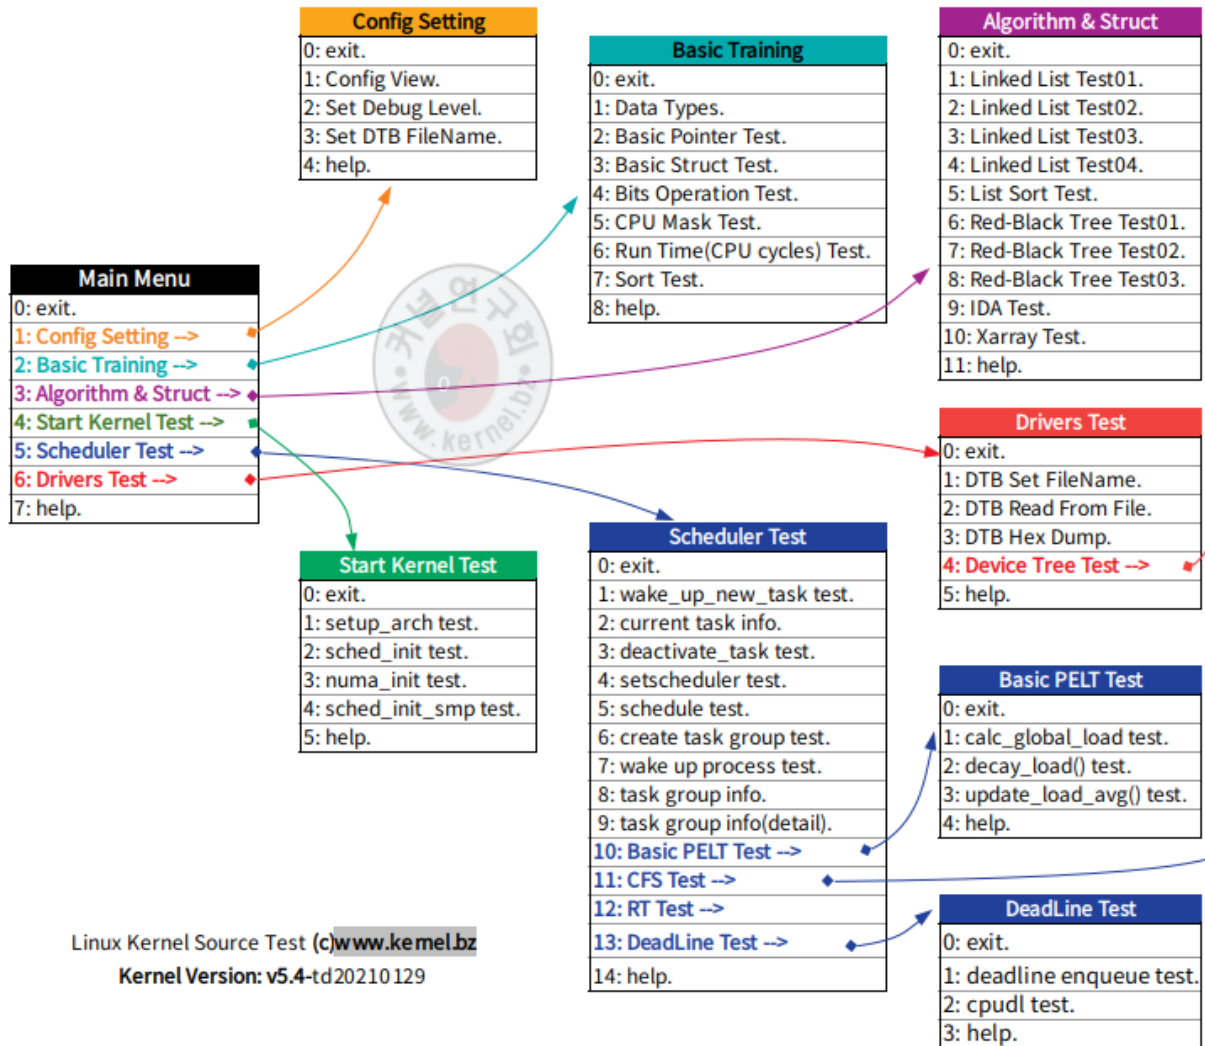 Config Setting
0: exit.
1: Config View.
2: Set Debug Level.
3: Set DTB FileName.
4: help.
Basic Training
0: exit.
1: Data Types.
2: Basic Pointer Test.
3: Basic Struct Test.
4: Bits Operation Test.
5: CPU Mask Test.
6: Run Time(CPU cycles) Test.
7: Sort Test.
8: help.
Algorithm & Struct
0: exit.
1: Linked List Test01.
2: Linked List Test02.
3: Linked List Test03.
4: Linked List Test04.
5: List Sort Test.
6: Red-Black Tree Test01.
7: Red-Black Tree Test02.
8: Red-Black Tree Test03.
9: IDA Test.
10: Xarray Test.
11: help.
Main Menu
0: exit.
1: Config Setting -->
2: Basic Training -->
3: Algorithm & Struct -->
4: Start Kernel Test -->
5: Scheduler Test -->
6: Drivers Test -->
7: help.
커널연구회
www.kernel.bz
Drivers Test
0: exit.
1: DTB Set FileName.
2: DTB Read From File.
3: DTB Hex Dump.
4: Device Tree Test -->
5: help.
Start Kernel Test
0: exit.
1: setup_arch test.
2: sched_init test.
3: numa_init test.
4: sched_init_smp test.
5: help.
Scheduler Test
0: exit.
1: wake_up_new_task test.
2: current task info.
3: deactivate_task test.
4: setscheduler test.
5: schedule test.
6: create task group test.
7: wake up process test.
8: task group info.
9: task group info(detail).
10: Basic PELT Test -->
11: CFS Test -->
12: RT Test -->
13: DeadLine Test -->
14: help.
Basic PELT Test
0: exit.
1: calc_global_load test.
2: decay_load() test.
3: update_load_avg() test.
4: help.
DeadLine Test
0: exit.
1: deadline enqueue test.
2: cpudl test.
3: help.
Linux Kernel Source Test (c)www.kernel.bz
Kernel Version: v5.4-td20210129